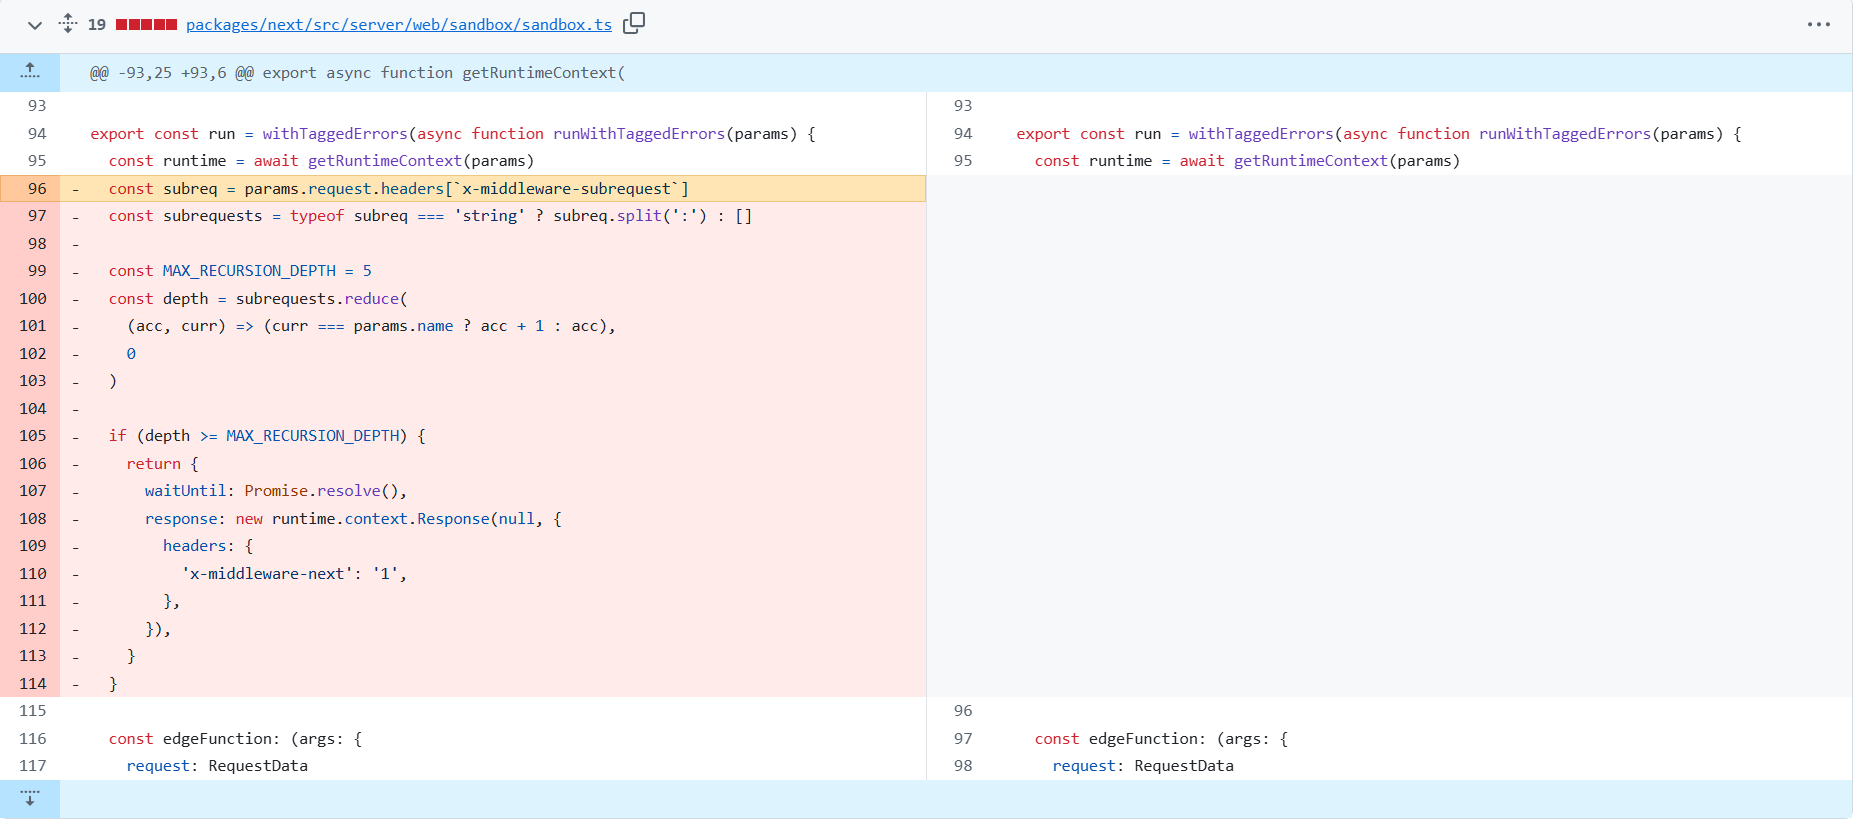 19 packages/next/src/server/web/sandbox/sandbox.ts
@@ -93,25 +93,6 @@ export async function getRuntimeContext(
93 93
94 export const run = withTaggedErrors(async function runWithTaggedErrors(params) { 94 export const run = withTaggedErrors(async function runWithTaggedErrors(params) {
95 const runtime = await getRuntimeContext(params) 95 const runtime = await getRuntimeContext(params)
96 - const subreq = params.request.headers[`x-middleware-subrequest`]
97 - const subrequests = typeof subreq === 'string' ? subreq.split(':') : []
98 -
99 - const MAX_RECURSION_DEPTH = 5
100 - const depth = subrequests.reduce(
101 - (acc, curr) => (curr === params.name ? acc + 1 : acc),
102 - 0
103 - )
104 -
105 - if (depth >= MAX_RECURSION_DEPTH) {
106 - return {
107 - waitUntil: Promise.resolve(),
108 - response: new runtime.context.Response(null, {
109 - headers: {
110 - 'x-middleware-next': '1',
111 - },
112 - }),
113 - }
114 - }
115 96
116 const edgeFunction: (args: { 97 const edgeFunction: (args: {
117 request: RequestData 98 request: RequestData